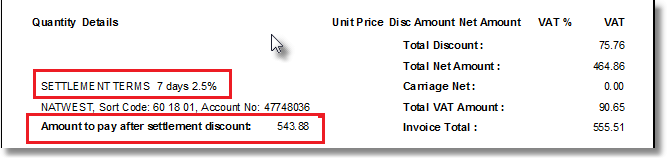 Quantity Details Unit Price Disc Amount Net Amount VAT % VAT
Total Discount : 75.76
Total Net Amount : 464.86
SETTLEMENT TERMS 7 days 2.5% Carriage Net : 0.00
NATWEST, Sort Code: 60 18 01, Account No: 47748036 Total VAT Amount : 90.65
Amount to pay after settlement discount: 543.88 Invoice Total : 555.51